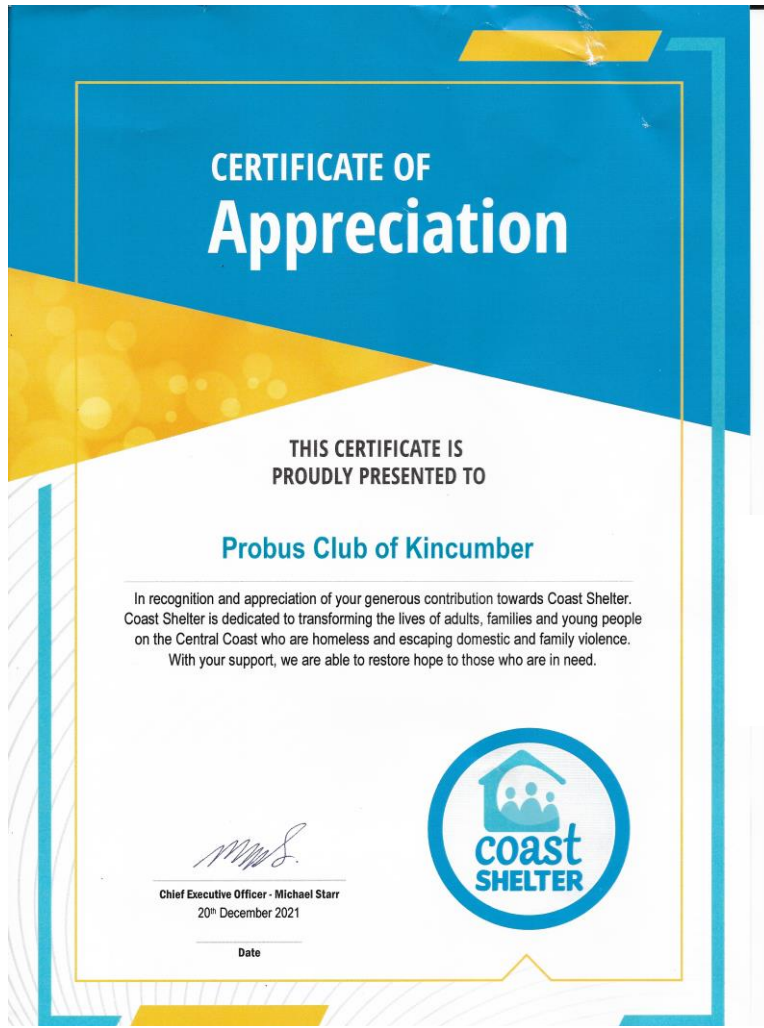 CERTIFICATE OF
Appreciation
THIS CERTIFICATE IS
PROUDLY PRESENTED TO
Probus Club of Kincumber
In recognition and appreciation of your generous contribution towards Coast Shelter.
Coast Shelter is dedicated to transforming the lives of adults, families and young people
on the Central Coast who are homeless and escaping domestic and family violence.
With your support, we are able to restore hope to those who are in need.
coast
SHELTER
Chief Executive Officer - Michael Starr
20th December 2021
Date